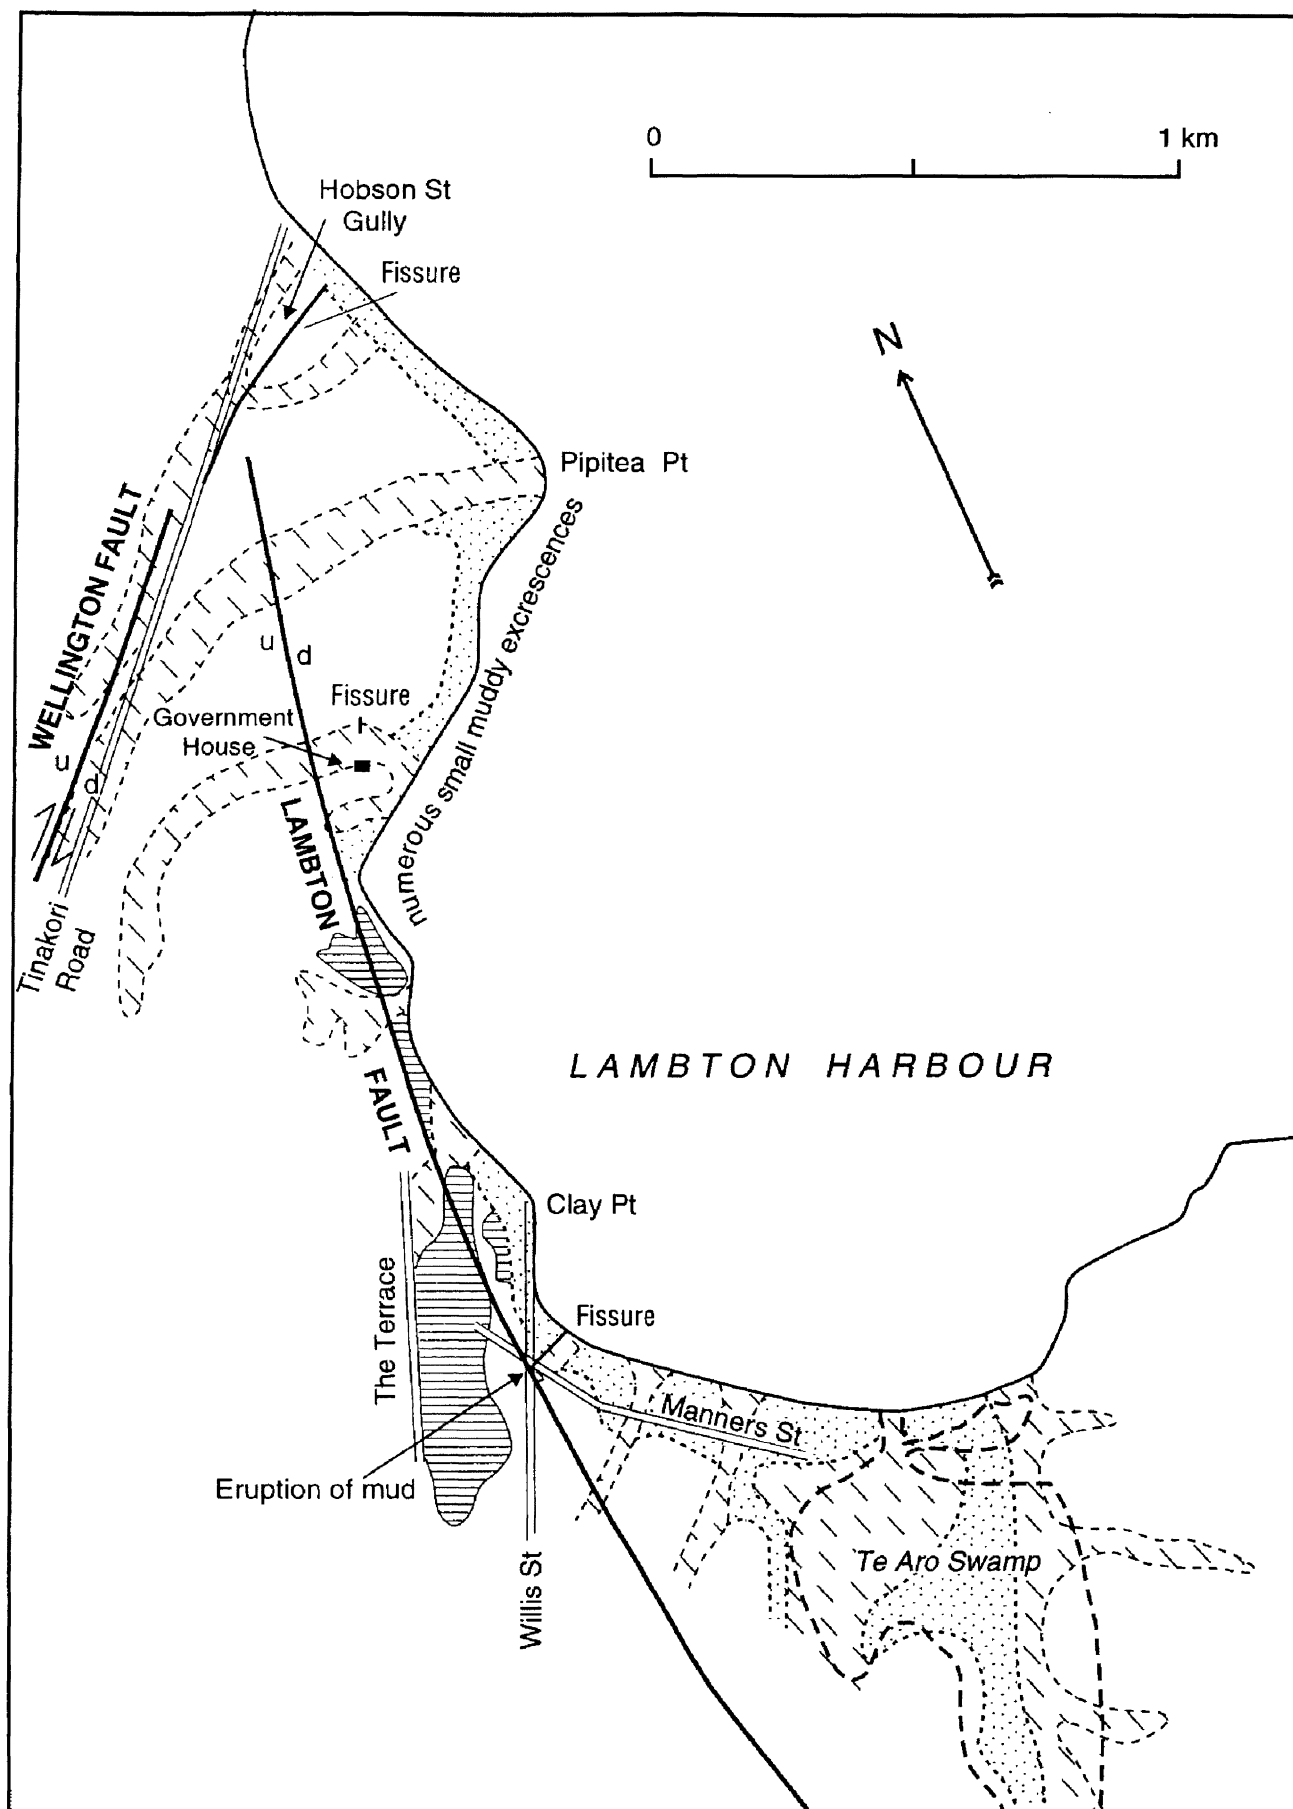 0 1 km
Hobson St
Gully
Fissure
N
Pipitea Pt
WELLINGTON FAULT
numerous small muddy excrescences
u
d
Fissure
Government
House
u
d
LAMBTON
FAULT
Tinakori
Road
LAMBTON HARBOUR
Clay Pt
The Terrace
Fissure
Manners St
Eruption of mud
Te Aro Swamp
Willis St